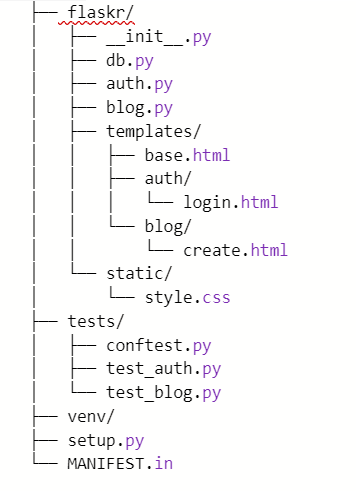 ├── flaskr/
│   ├── __init__.py
│   ├── db.py
│   ├── auth.py
│   ├── blog.py
│   ├── templates/
│   │   ├── base.html
│   │   ├── auth/
│   │   │   └── login.html
│   │   └── blog/
│   │       └── create.html
│   └── static/
│       └── style.css
├── tests/
│   ├── conftest.py
│   ├── test_auth.py
│   └── test_blog.py
├── venv/
├── setup.py
└── MANIFEST.in